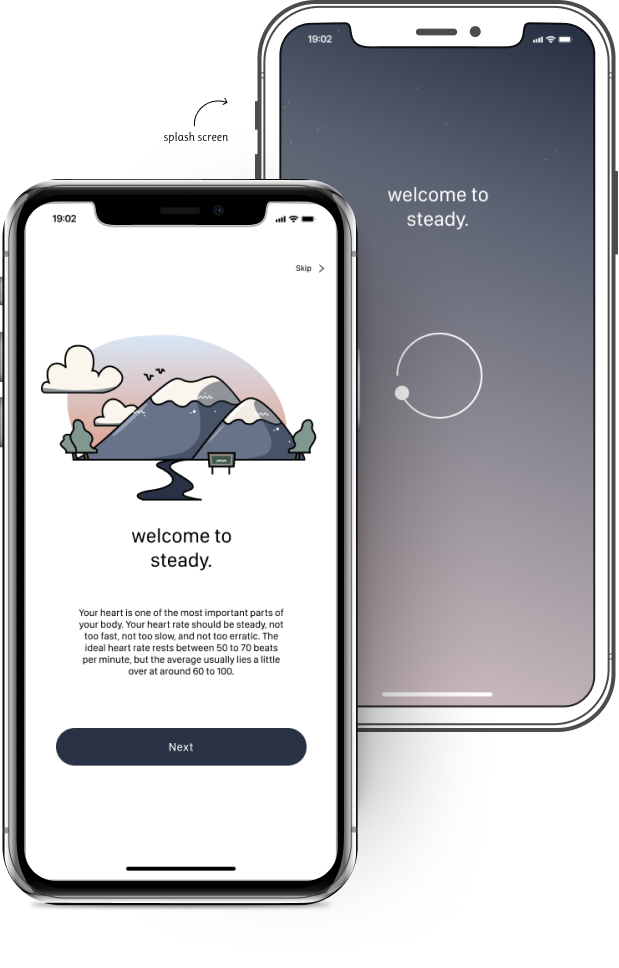 19:02
welcome to
steady.
splash screen
19:02
Skip
welcome to
steady.
Your heart is one of the most important parts of
your body. Your heart rate should be steady, not
too fast, not too slow, and not too erratic. The
ideal heart rate rests between 50 to 70 beats
per minute, but the average usually lies a little
over at around 60 to 100.
Next